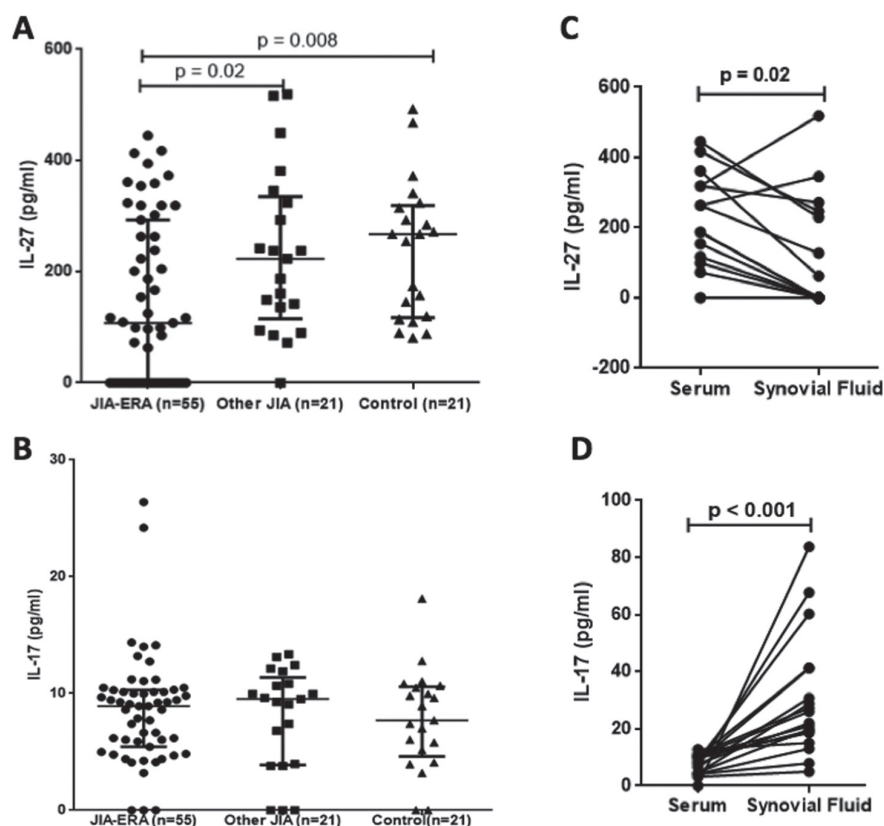 A
600
400
200
0
IL-27 (pg/ml)
p = 0.008
p = 0.02
JIA-ERA (n=55) Other JIA (n=21) Control (n=21)
B
30
20
10
0
IL-17 (pg/ml)
JIA-ERA (n=55) Other JIA (n=21) Control(n=21)
C
600
400
200
0
-200
IL-27 (pg/ml)
p = 0.02
Serum Synovial Fluid
D
100
80
60
40
20
0
IL-17 (pg/ml)
p < 0.001
Serum Synovial Fluid